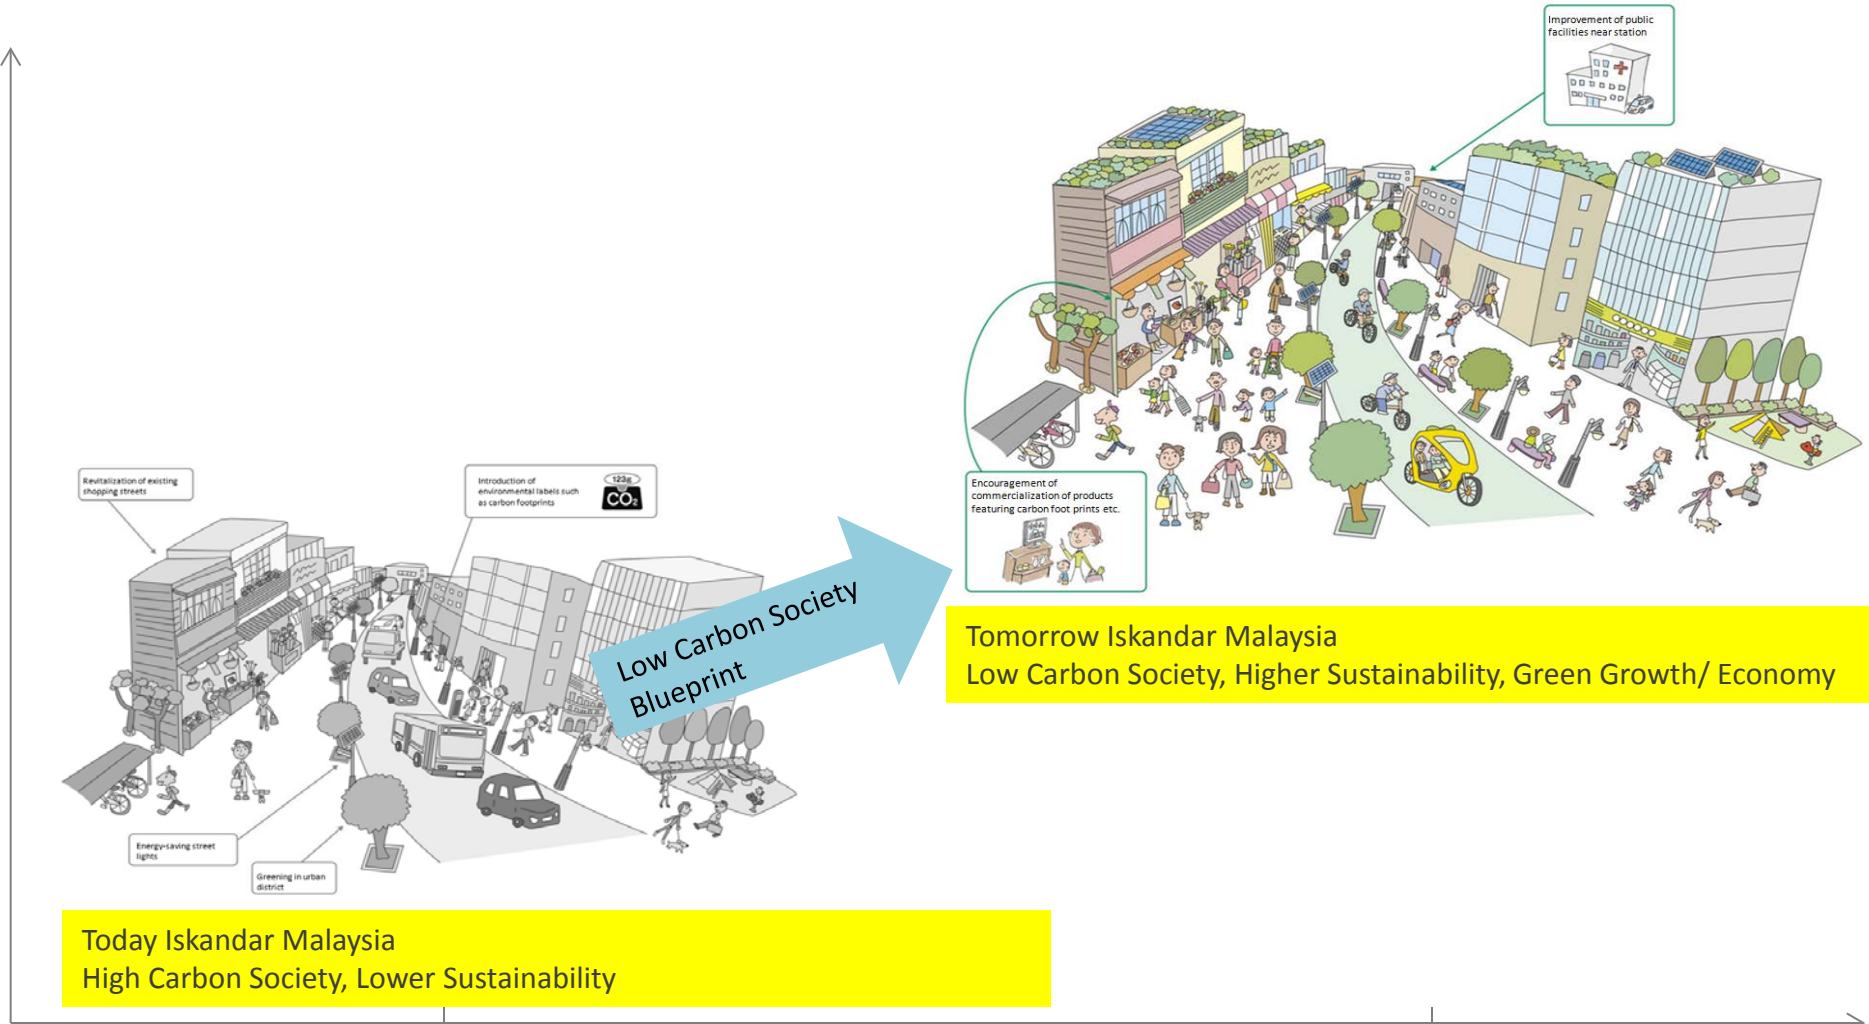 Improvement of public
facilities near station
Revitalization of existing
shopping streets
Introduction of
environmental labels such
as carbon footprints
123g
CO₂
Encouragement of
commercialization of products
featuring carbon foot prints etc.
Low Carbon Society
Blueprint
Tomorrow Iskandar Malaysia
Low Carbon Society, Higher Sustainability, Green Growth/ Economy
Energy-saving street
lights
Greening in urban
district
Today Iskandar Malaysia
High Carbon Society, Lower Sustainability